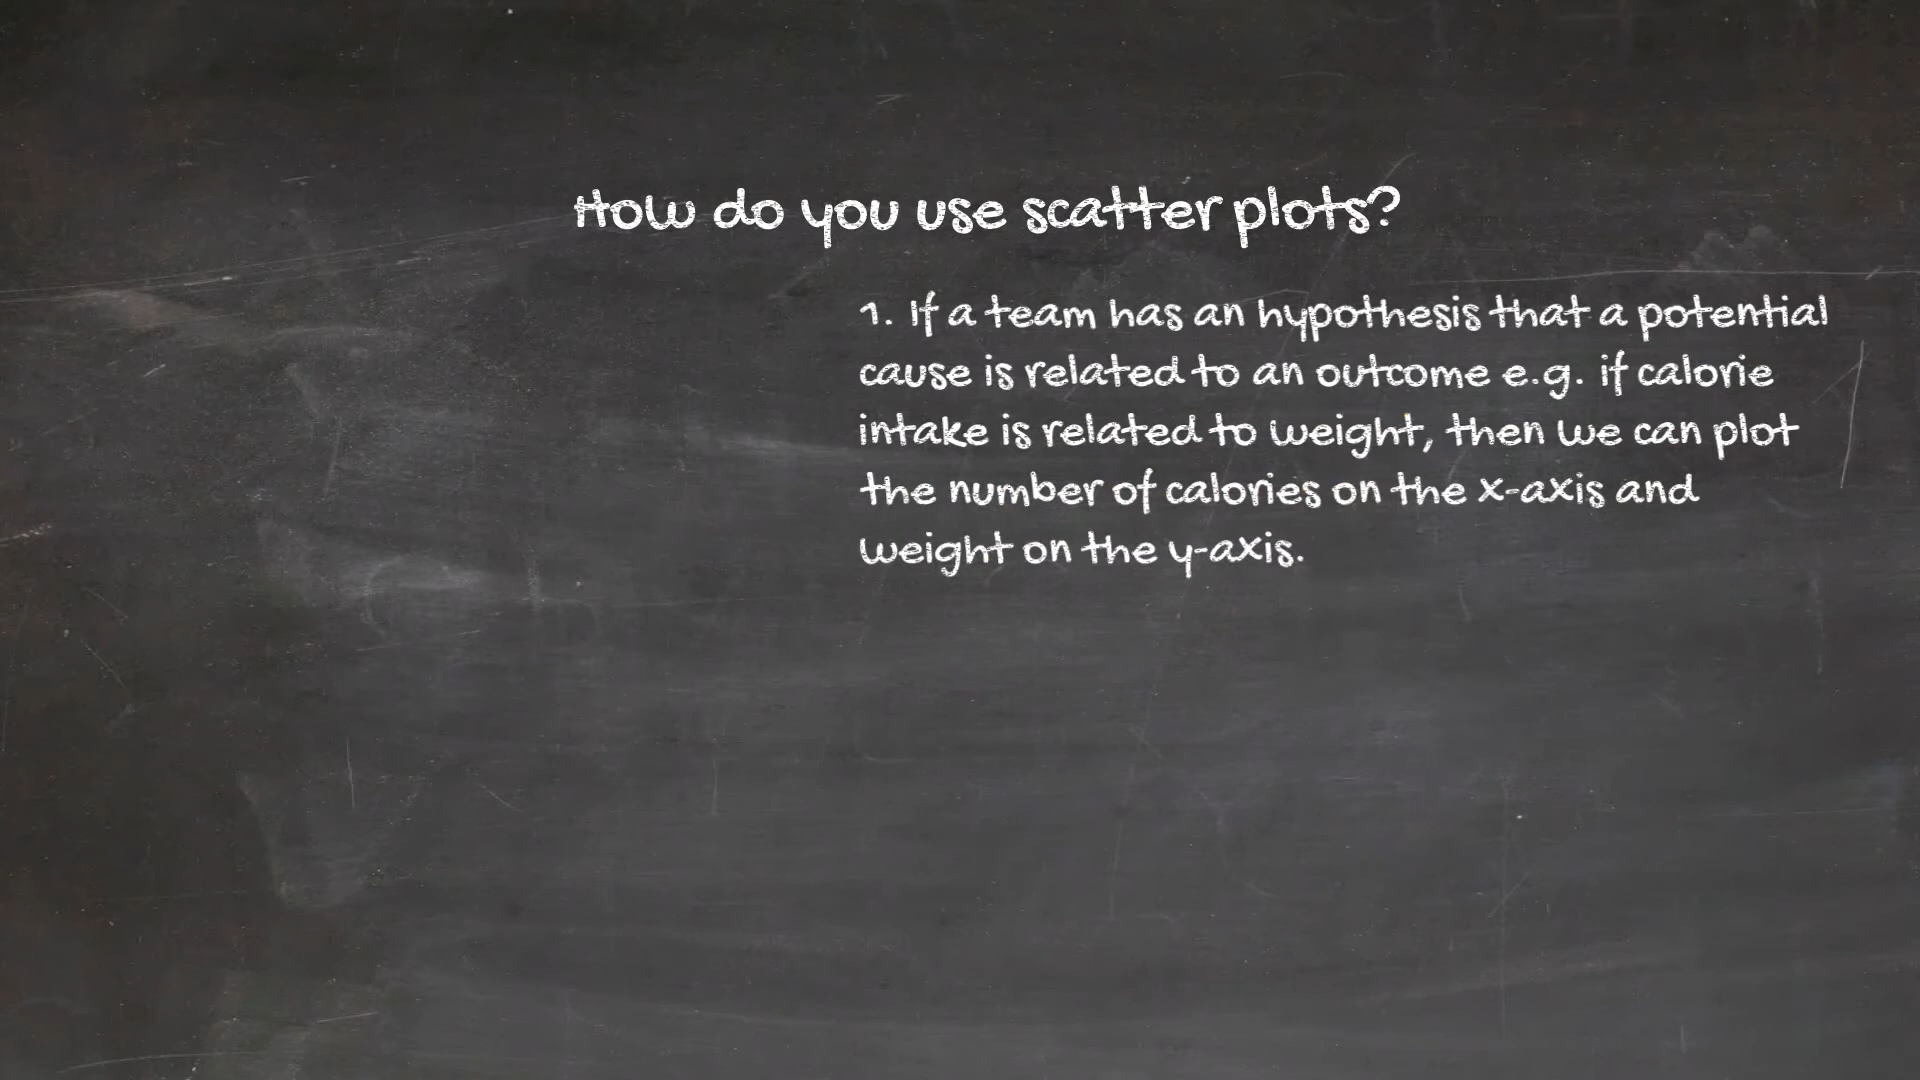 How do you use scatter plots?
1. If a team has an hypothesis that a potential
cause is related to an outcome e.g. if calorie
intake is related to weight, then we can plot
the number of calories on the x-axis and
weight on the y-axis.